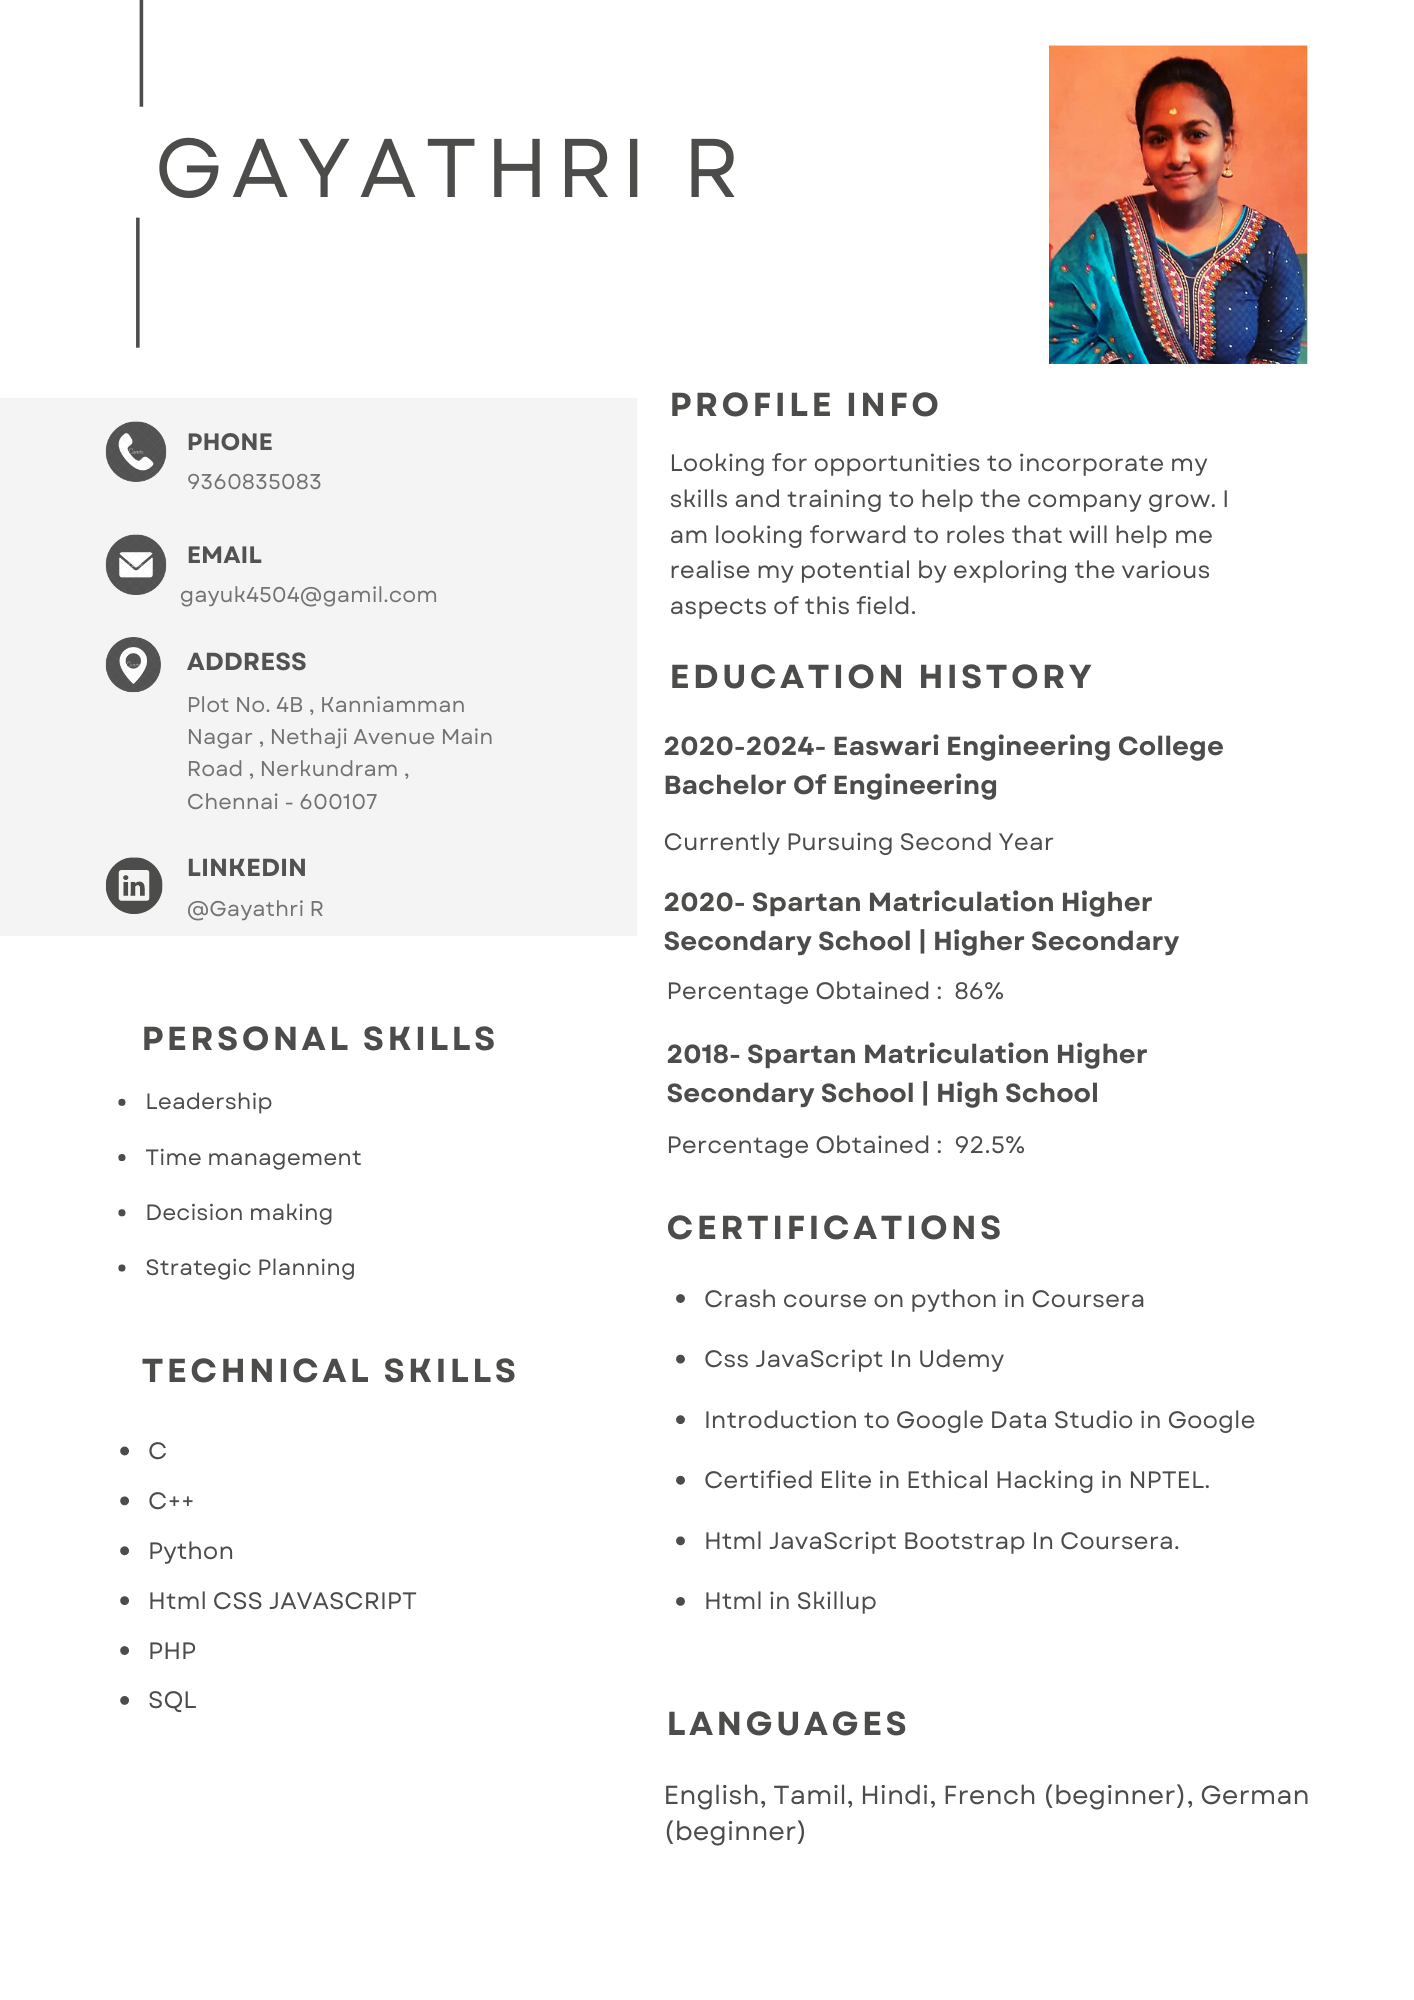 GAYATHRI R
PHONE
9360835083
EMAIL
gayuk4504@gamil.com
ADDRESS
Plot No. 4B , Kanniamman
Nagar , Nethaji Avenue Main
Road , Nerkundram ,
Chennai - 600107
LINKEDIN
@Gayathri R
PERSONAL SKILLS
Leadership
Time management
Decision making
Strategic Planning
TECHNICAL SKILLS
C
C++
Python
Html CSS JAVASCRIPT
PHP
SQL
PROFILE INFO
Looking for opportunities to incorporate my
skills and training to help the company grow. I
am looking forward to roles that will help me
realise my potential by exploring the various
aspects of this field.
EDUCATION HISTORY
2020-2024- Easwari Engineering College
Bachelor Of Engineering
Currently Pursuing Second Year
2020- Spartan Matriculation Higher
Secondary School | Higher Secondary
Percentage Obtained :  86%
2018- Spartan Matriculation Higher
Secondary School | High School
Percentage Obtained :  92.5%
CERTIFICATIONS
Crash course on python in Coursera
Css JavaScript In Udemy
Introduction to Google Data Studio in Google
Certified Elite in Ethical Hacking in NPTEL.
Html JavaScript Bootstrap In Coursera.
Html in Skillup
LANGUAGES
English, Tamil, Hindi, French (beginner), German
(beginner)